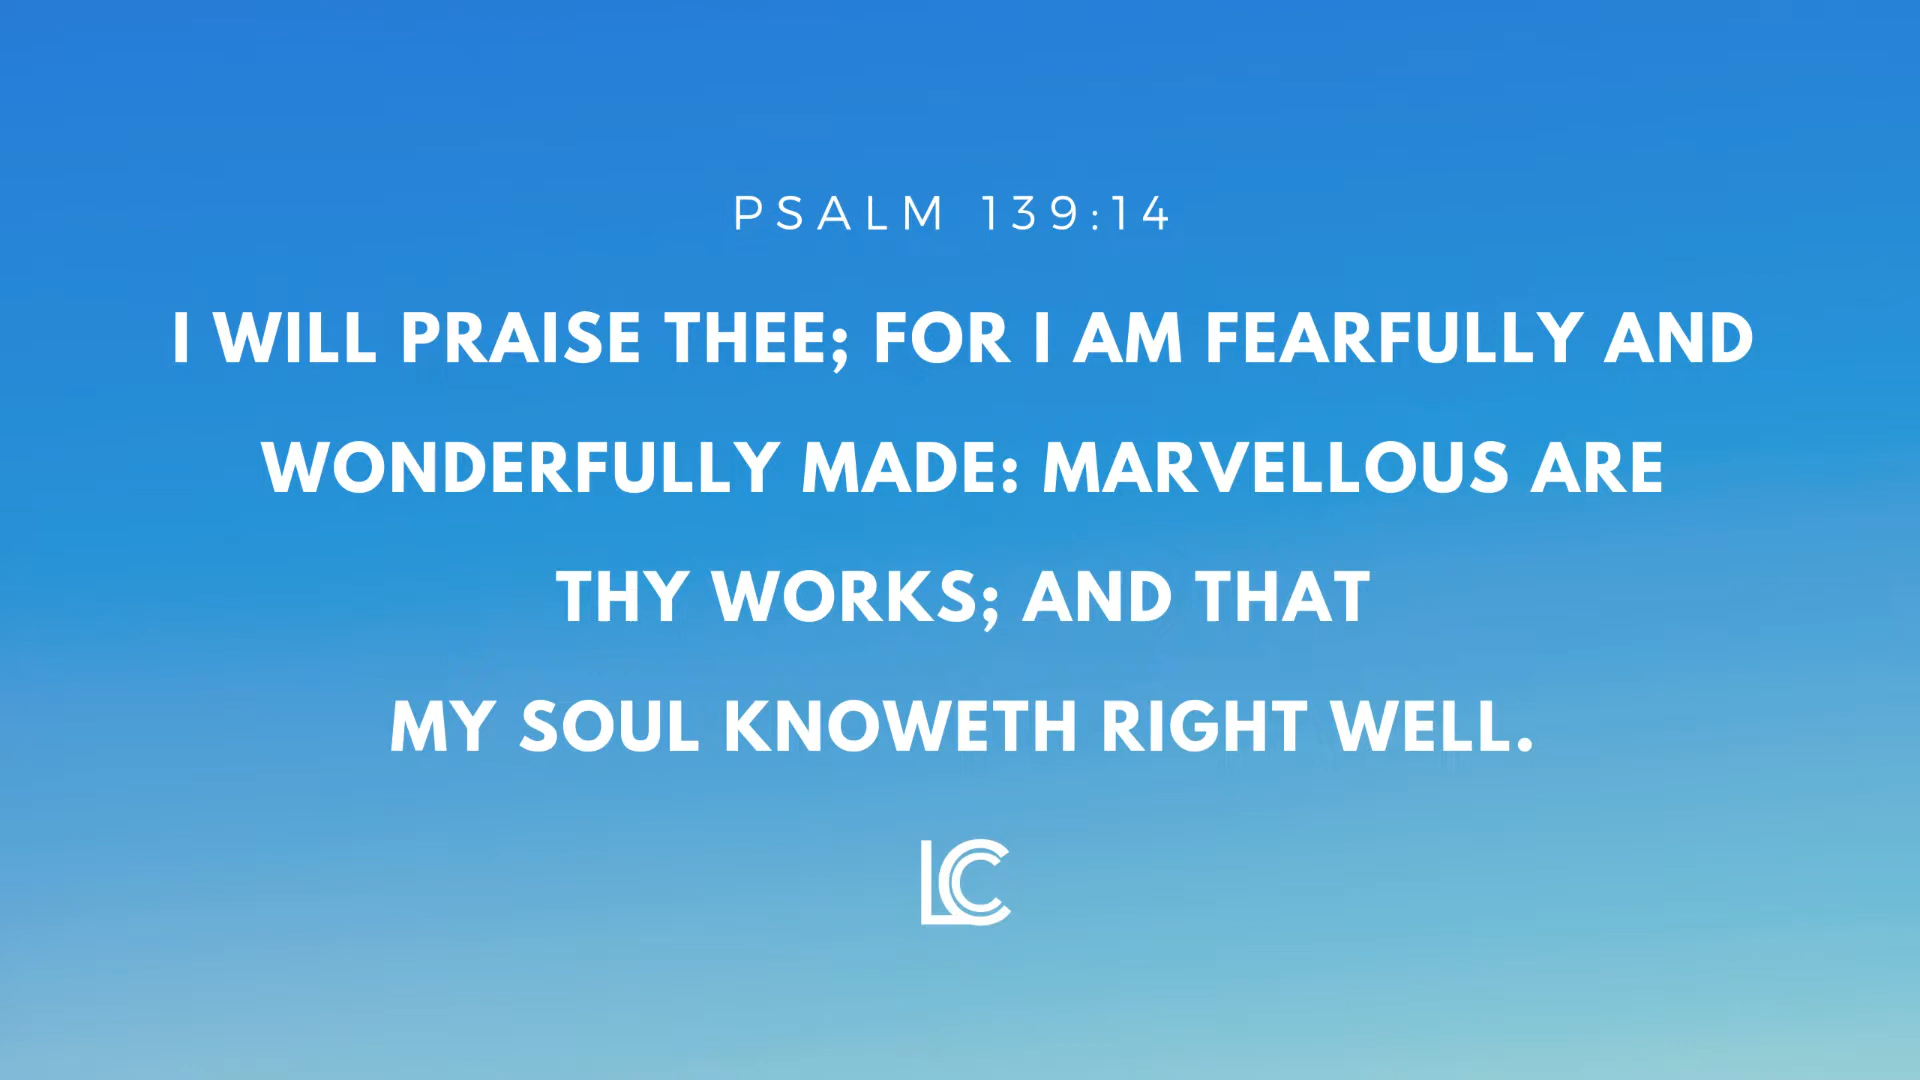 PSALM 139:14
I WILL PRAISE THEE; FOR I AM FEARFULLY AND
WONDERFULLY MADE: MARVELLOUS ARE
THY WORKS; AND THAT
MY SOUL KNOWETH RIGHT WELL.
LC